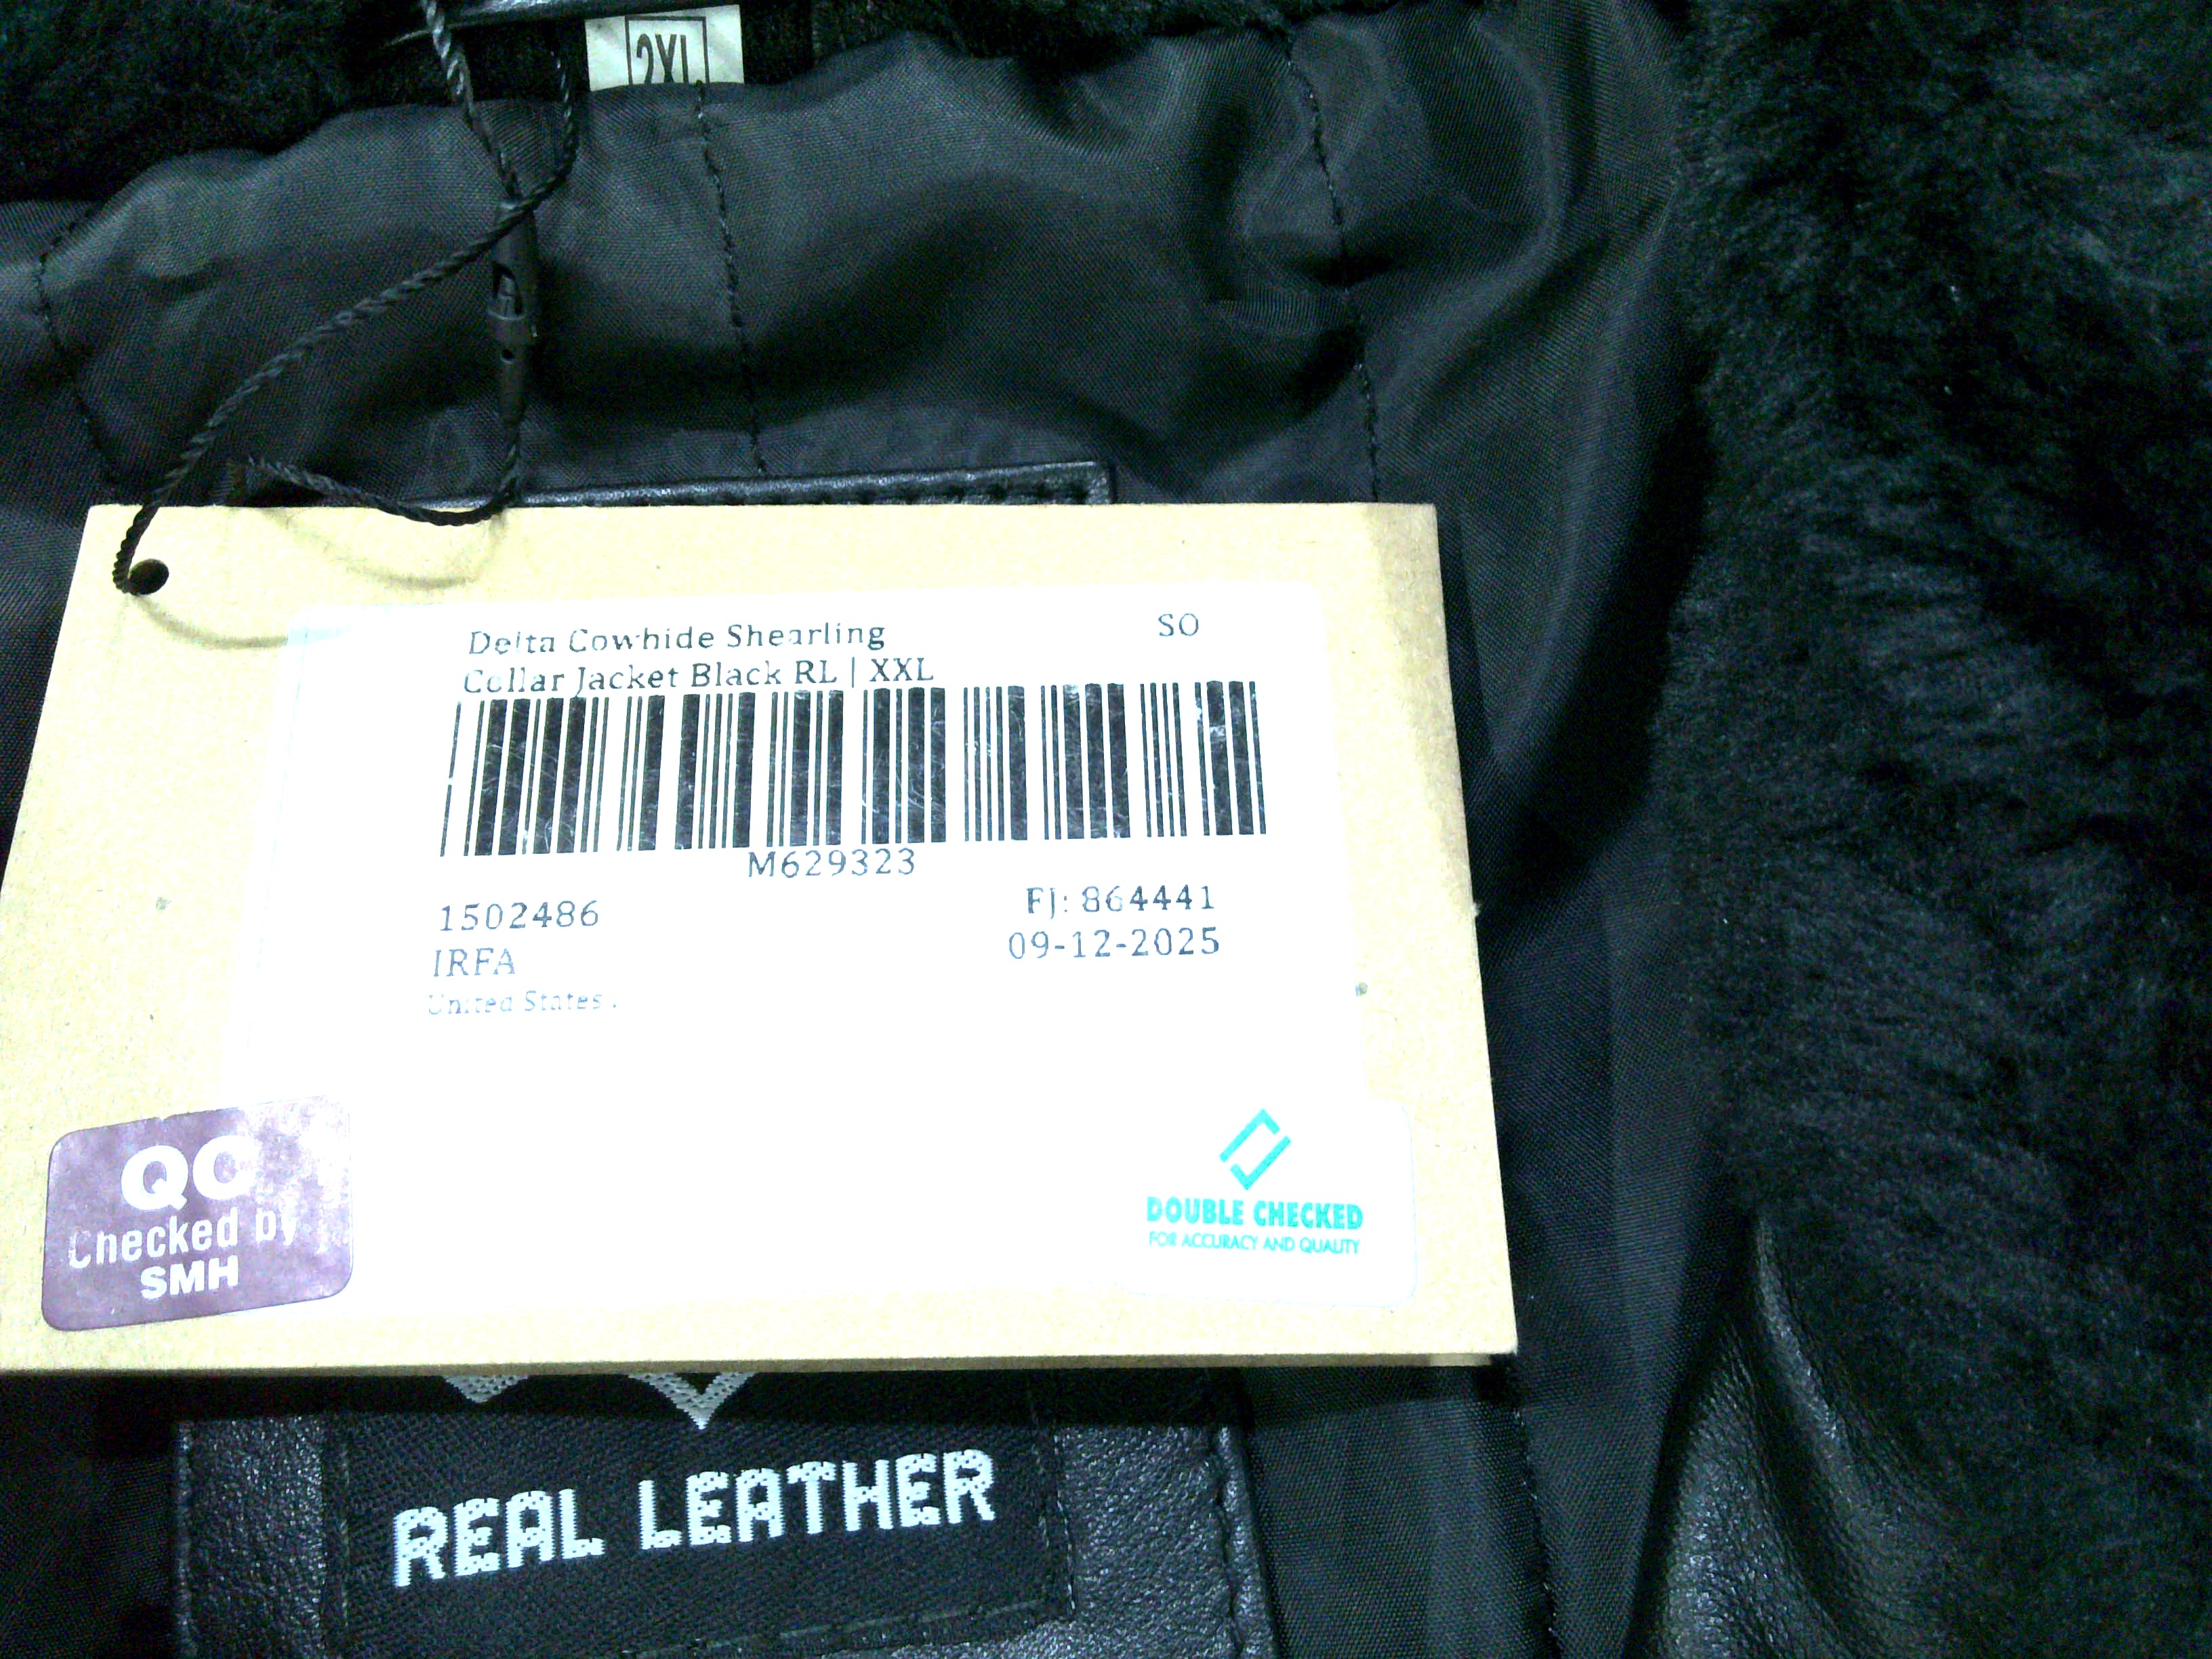 2XL
Delta Cowhide Shearling
SO
Collar Jacket Black RL | XXL
M629323
1502486
FJ: 864441
IRFA
09-12-2025
United States .
QC
Checked by
SMH
DOUBLE CHECKED
FOR ACCURACY AND QUALITY
REAL LEATHER